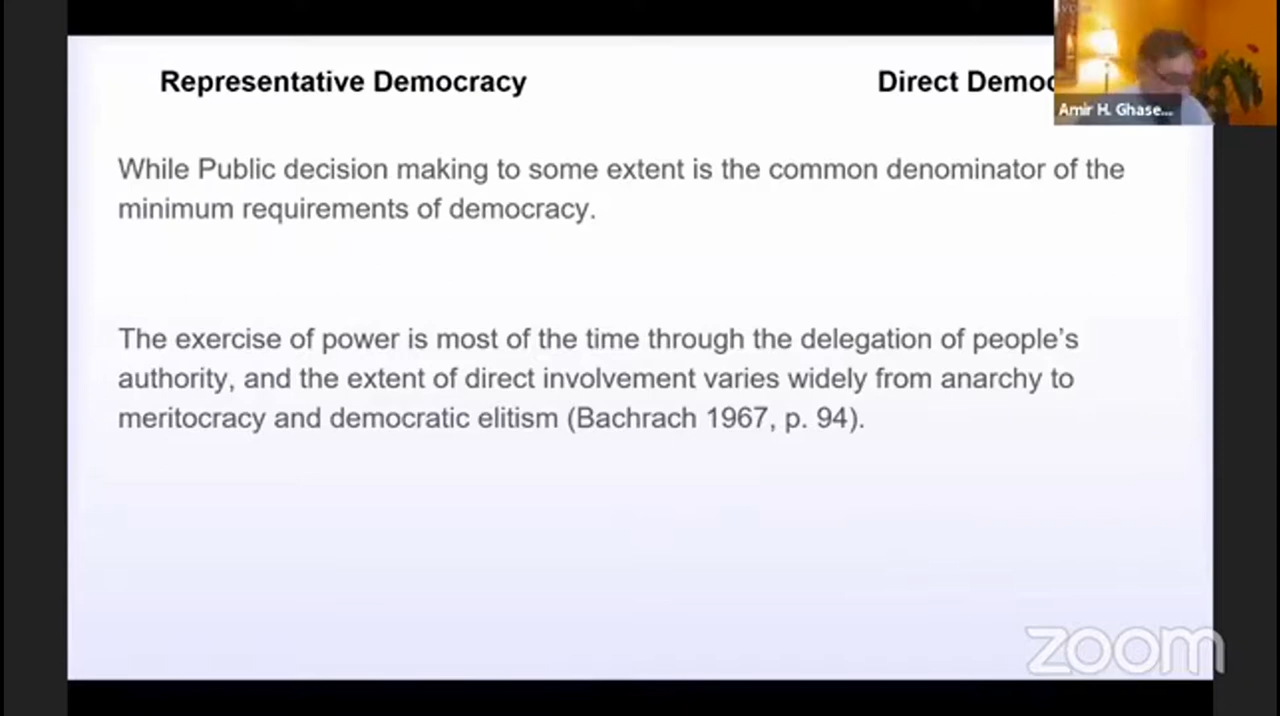 Representative Democracy
Direct Democ
Amir H. Ghase...
While Public decision making to some extent is the common denominator of the
minimum requirements of democracy.
The exercise of power is most of the time through the delegation of people’s
authority, and the extent of direct involvement varies widely from anarchy to
meritocracy and democratic elitism (Bachrach 1967, p. 94).
zoom